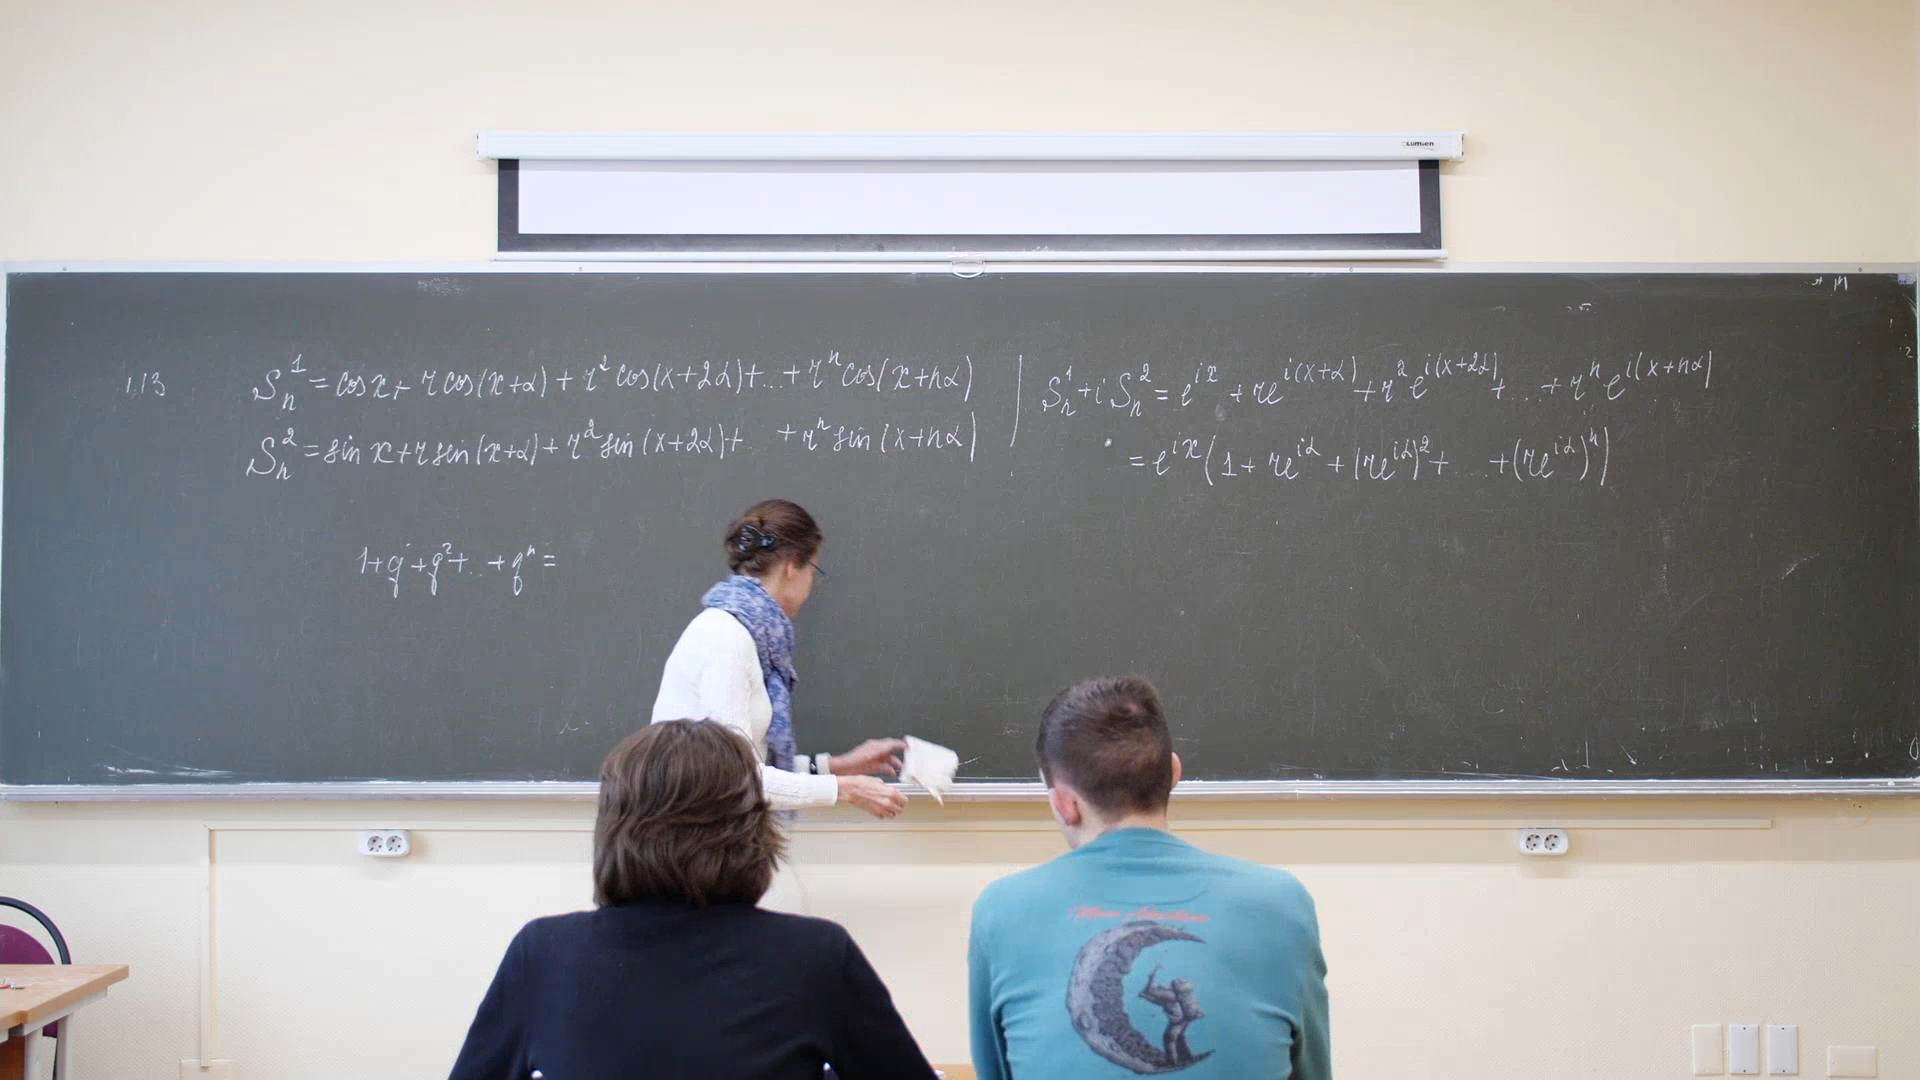 Lumien
1.13
S_n^1 = cos x + r cos(x+α) + r^2 cos(x+2α)+...+ r^n cos(x+nα)
S_n^2 = sin x + r sin(x+α) + r^2 sin(x+2α)+ ... + r^n sin(x+nα)
S_n^1 + i S_n^2 = e^{ix} + re^{i(x+α)} + r^2 e^{i(x+2α)} + ... + r^n e^{i(x+nα)}
= e^{ix}(1 + re^{iα} + (re^{iα})^2 + ... + (re^{iα})^n)
1+q+q^2+...+q^n =